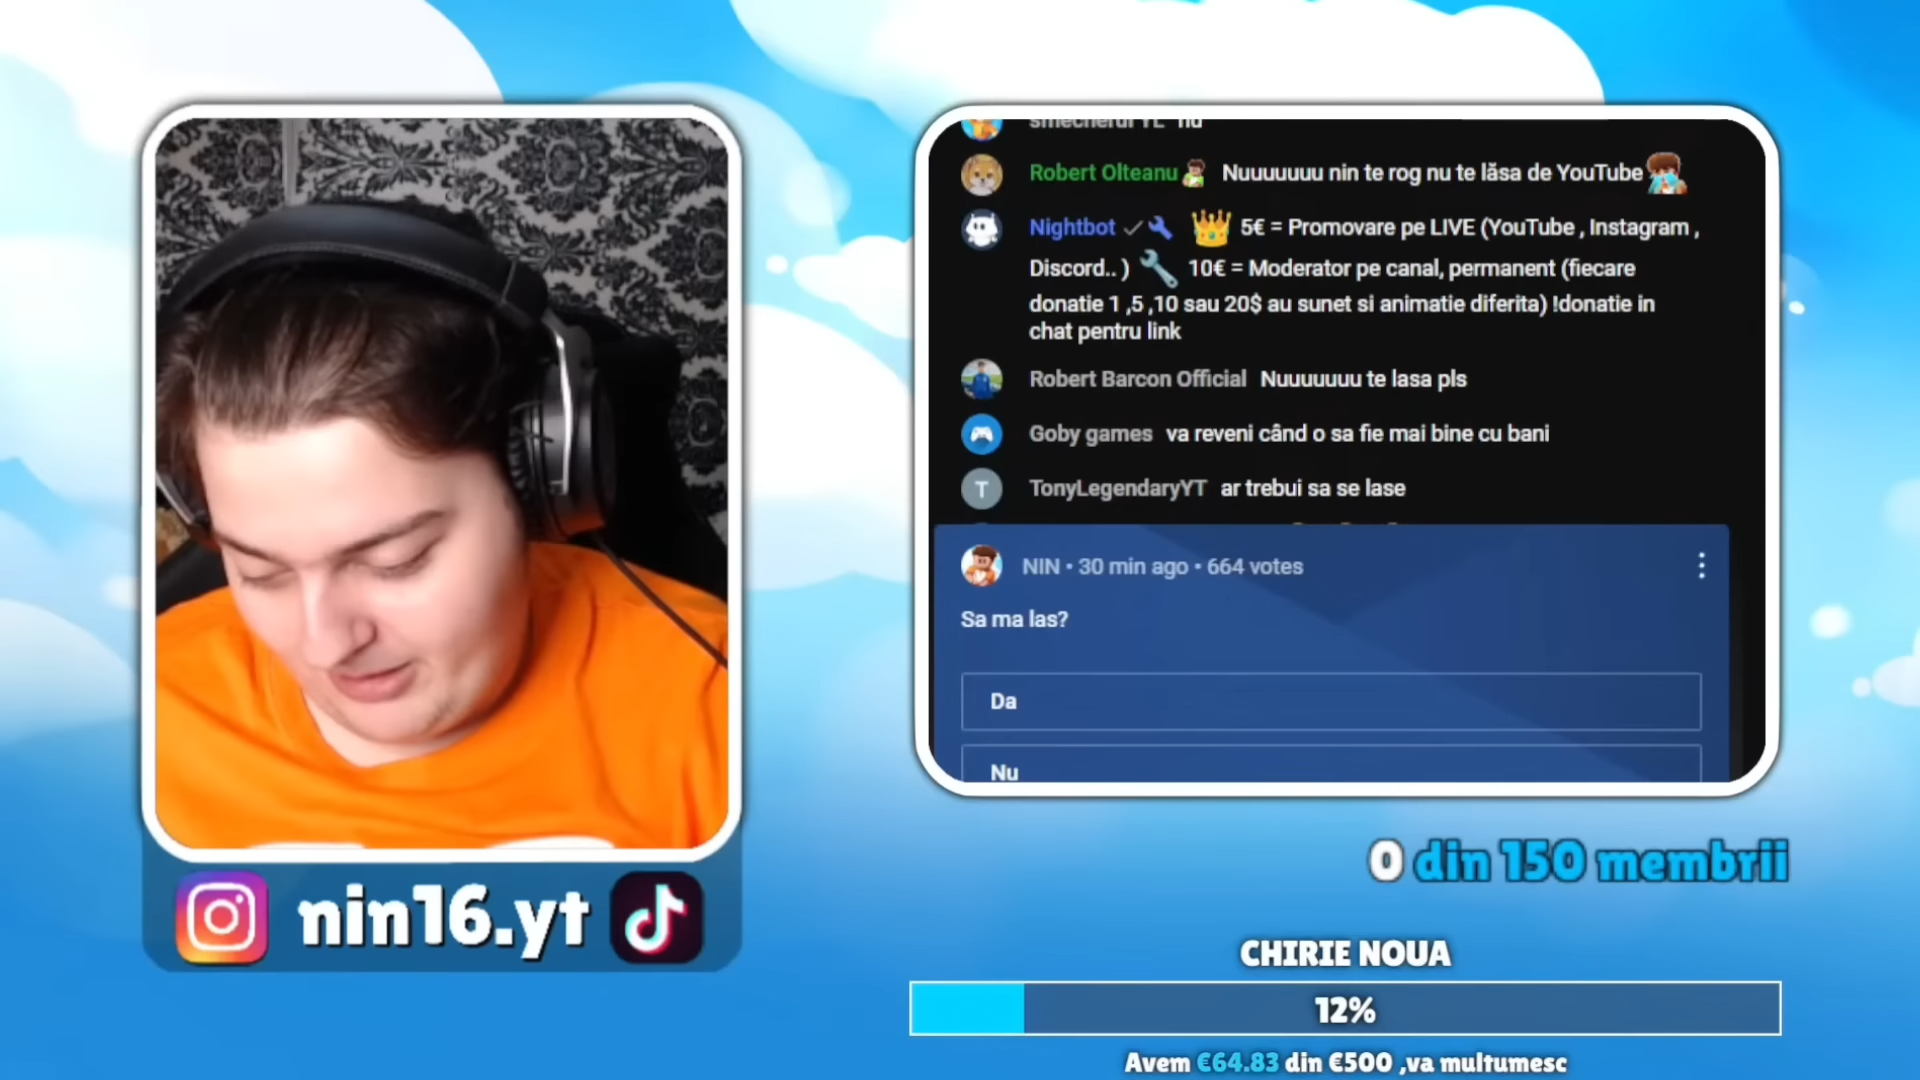 smecherul YL nu
Robert Olteanu Nuuuuuuu nin te rog nu te lăsa de YouTube
Nightbot 5€ = Promovare pe LIVE (YouTube , Instagram ,
Discord.. ) 10€ = Moderator pe canal, permanent (fiecare
donatie 1 ,5 ,10 sau 20$ au sunet si animatie diferita) !donatie in
chat pentru link
Robert Barcon Official Nuuuuuuu te lasa pls
Goby games va reveni când o sa fie mai bine cu bani
T TonyLegendaryYT ar trebui sa se lase
NIN • 30 min ago • 664 votes
Sa ma las?
Da
Nu
nin16.yt
0 din 150 membrii
CHIRIE NOUA
12%
Avem €64.83 din €500 ,va multumesc